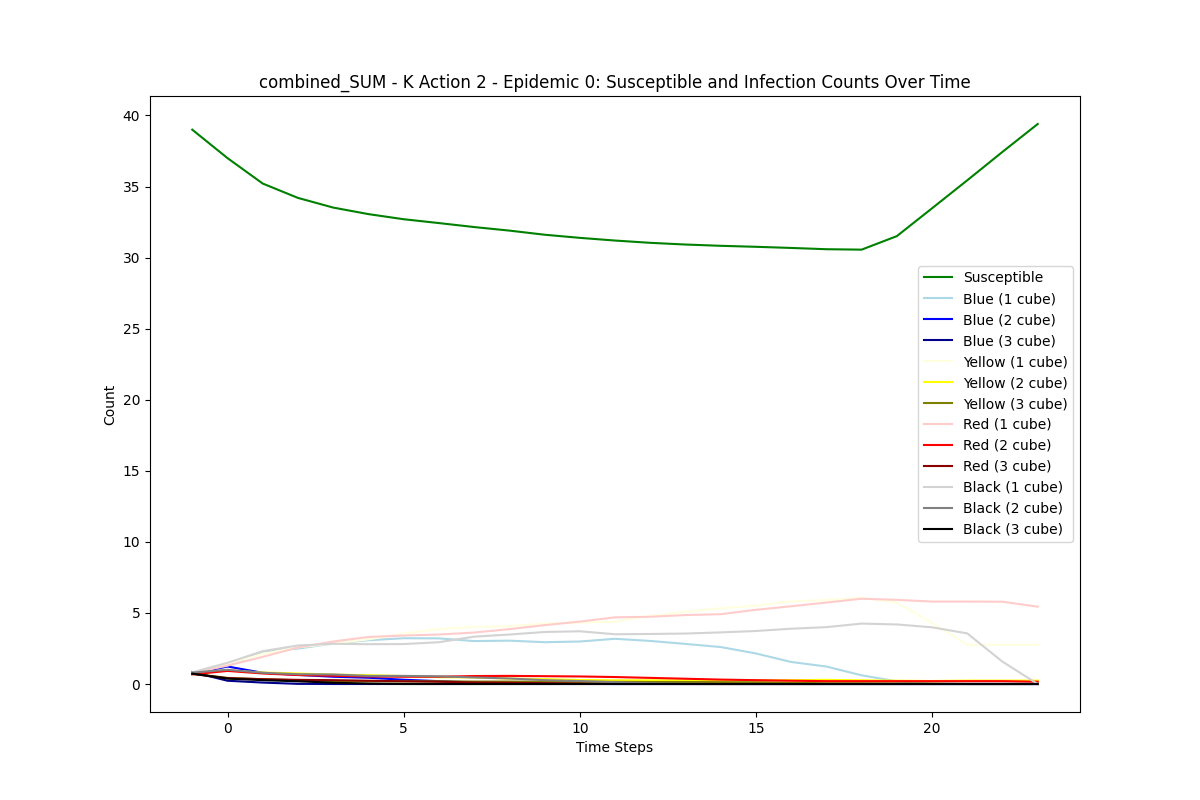 combined_SUM - K Action 2 - Epidemic 0: Susceptible and Infection Counts Over Time
40
35
30
25
20
15
10
5
0
Count
Susceptible
Blue (1 cube)
Blue (2 cube)
Blue (3 cube)
Yellow (1 cube)
Yellow (2 cube)
Yellow (3 cube)
Red (1 cube)
Red (2 cube)
Red (3 cube)
Black (1 cube)
Black (2 cube)
Black (3 cube)
0 5 10 15 20
Time Steps